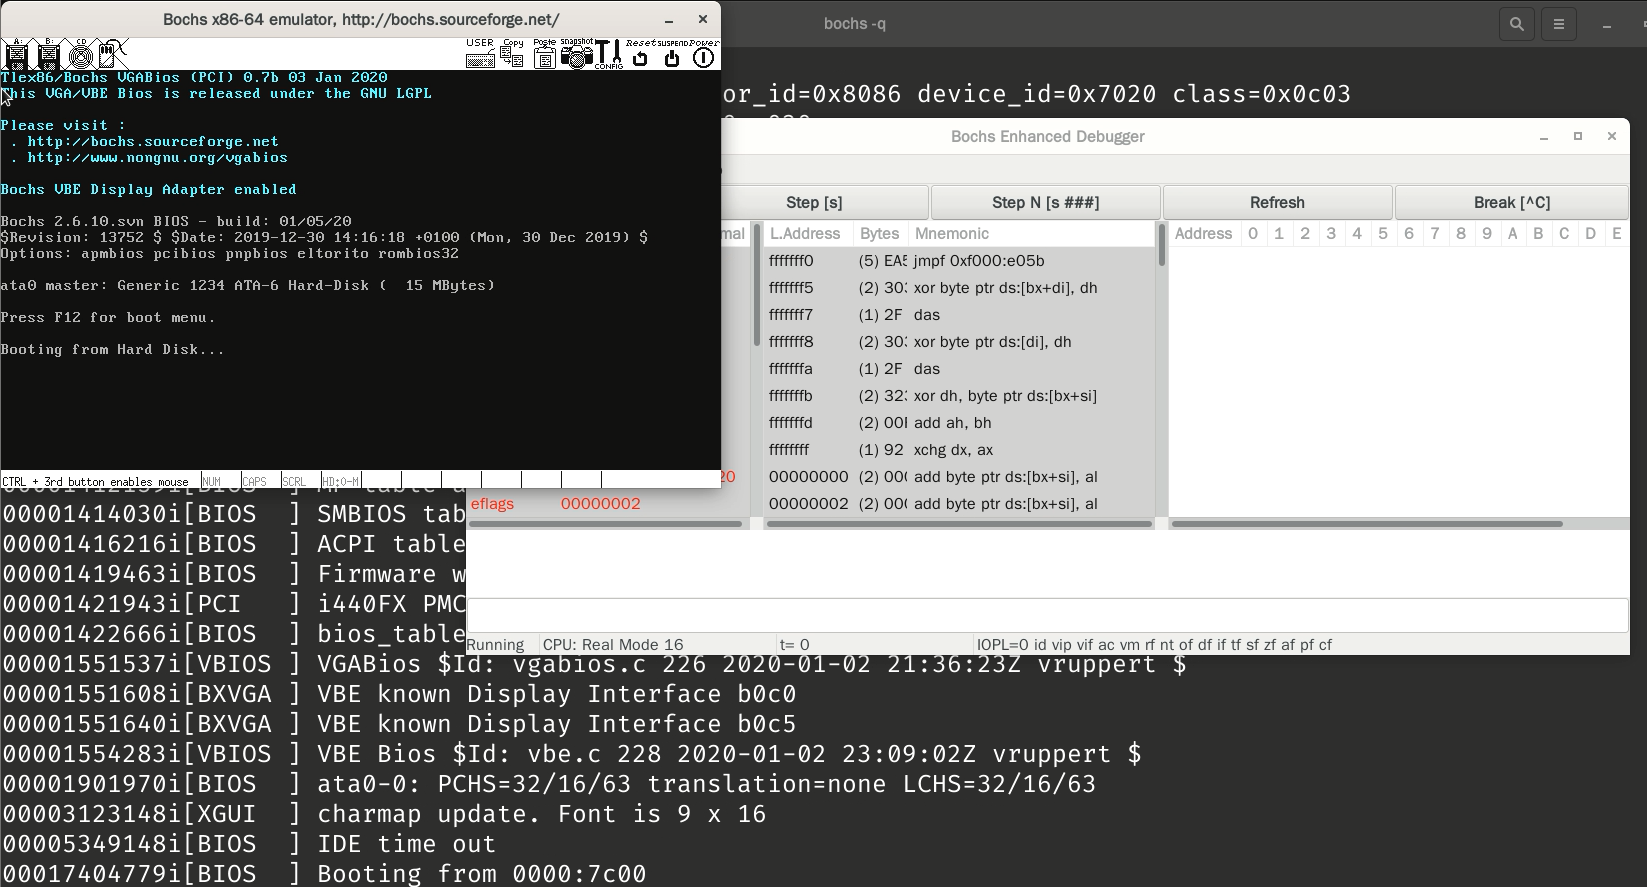 Bochs x86-64 emulator, http://bochs.sourceforge.net/
bochs -q
A: B: CD USER Copy Paste snapshot Reset SUSPEND Power
CONFIG
Tlex86/Bochs VGABios (PCI) 0.7b 03 Jan 2020
This VGA/VBE Bios is released under the GNU LGPL
Please visit :
. http://bochs.sourceforge.net
. http://www.nongnu.org/vgabios
Bochs VBE Display Adapter enabled
Bochs 2.6.10.svn BIOS - build: 01/05/20
$Revision: 13752 $ $Date: 2019-12-30 14:16:18 +0100 (Mon, 30 Dec 2019) $
Options: apmbios pcibios pnpbios eltorito rombios32
ata0 master: Generic 1234 ATA-6 Hard-Disk ( 15 MBytes)
Press F12 for boot menu.
Booting from Hard Disk...
CTRL + 3rd button enables mouse NUM CAPS SCRL HD:0-M
or_id=0x8086 device_id=0x7020 class=0x0c03
Bochs Enhanced Debugger
Step [s] Step N [s ###] Refresh Break [^C]
mal L.Address Bytes Mnemonic Address 0 1 2 3 4 5 6 7 8 9 A B C D E
fffffff0 (5) EA5 jmpf 0xf000:e05b
fffffff5 (2) 303 xor byte ptr ds:[bx+di], dh
fffffff7 (1) 2F das
fffffff8 (2) 303 xor byte ptr ds:[di], dh
fffffffa (1) 2F das
fffffffb (2) 323 xor dh, byte ptr ds:[bx+si]
fffffffd (2) 00 add ah, bh
ffffffff (1) 92 xchg dx, ax
20 00000000 (2) 000 add byte ptr ds:[bx+si], al
eflags 00000002 00000002 (2) 000 add byte ptr ds:[bx+si], al
Running CPU: Real Mode 16 t= 0 IOPL=0 id vip vif ac vm rf nt of df if tf sf zf af pf cf
00001414030i[BIOS ] SMBIOS tab
00001416216i[BIOS ] ACPI table
00001419463i[BIOS ] Firmware w
00001421943i[PCI ] i440FX PMC
00001422666i[BIOS ] bios_table
00001551537i[VBIOS ] VGABios $Id: vgabios.c 226 2020-01-02 21:36:23Z vruppert $
00001551608i[BXVGA ] VBE known Display Interface b0c0
00001551640i[BXVGA ] VBE known Display Interface b0c5
00001554283i[VBIOS ] VBE Bios $Id: vbe.c 228 2020-01-02 23:09:02Z vruppert $
00001901970i[BIOS ] ata0-0: PCHS=32/16/63 translation=none LCHS=32/16/63
00003123148i[XGUI ] charmap update. Font is 9 x 16
00005349148i[BIOS ] IDE time out
00017404779i[BIOS ] Booting from 0000:7c00